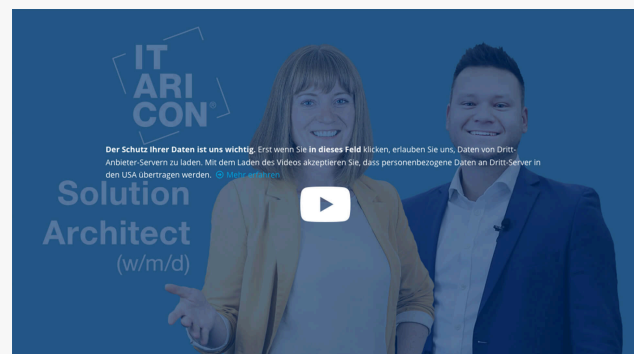 IT
ARI
CON®
Der Schutz Ihrer Daten ist uns wichtig. Erst wenn Sie in dieses Feld klicken, erlauben Sie uns, Daten von Dritt-
Anbieter-Servern zu laden. Mit dem Laden des Videos akzeptieren Sie, dass personenbezogene Daten an Dritt-Server in
den USA übertragen werden. Mehr erfahren
Solution
Architect
(w/m/d)